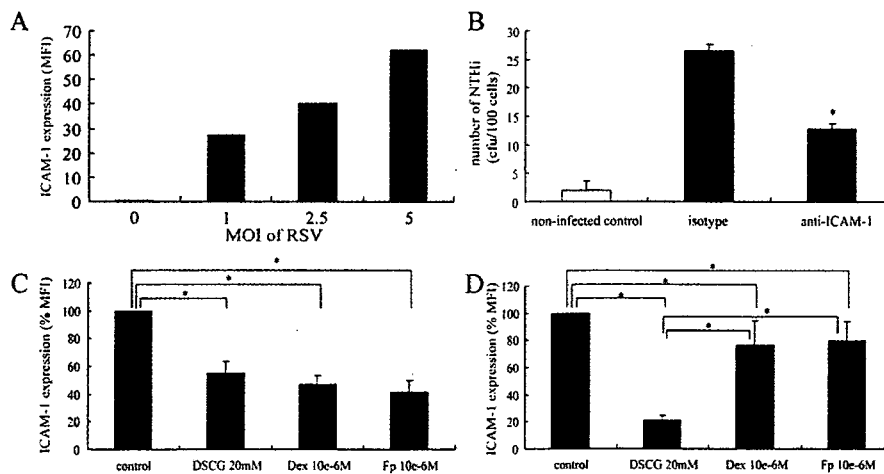 A
ICAM-1 expression (MFI)
70
60
50
40
30
20
10
0
0 1 2.5 5
MOI of RSV
B
number of NTHi
(cfu/100 cells)
30
25
20
15
10
5
0
*
non-infected control isotype anti-ICAM-1
C
ICAM-1 expression (% MFI)
120
100
80
60
40
20
0
*
*
*
control DSCG 20mM Dex 10e-6M Fp 10e-6M
D
ICAM-1 expression (% MFI)
120
100
80
60
40
20
0
*
*
*
*
*
control DSCG 20mM Dex 10e-6M Fp 10e-6M